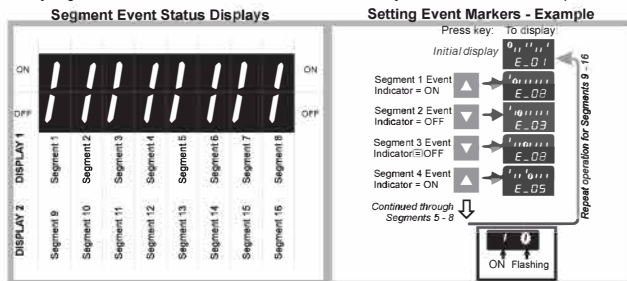 Segment Event Status Displays
ON
ON
OFF
OFF
DISPLAY 1
Segment 1
Segment 2
Segment 3
Segment 4
Segment 5
Segment 6
Segment 7
Segment 8
DISPLAY 2
Segment 9
Segment 10
Segment 11
Segment 12
Segment 13
Segment 14
Segment 15
Segment 16
Setting Event Markers - Example
Press key: To display:
Initial display
E_01
Segment 1 Event
Indicator = ON
E_02
Segment 2 Event
Indicator = OFF
E_03
Segment 3 Event
Indicator = OFF
Segment 4 Event
Indicator = ON
E_05
Continued through
Segments 5 - 8
Repeat operation for Segments 9 - 16
1 0
ON Flashing